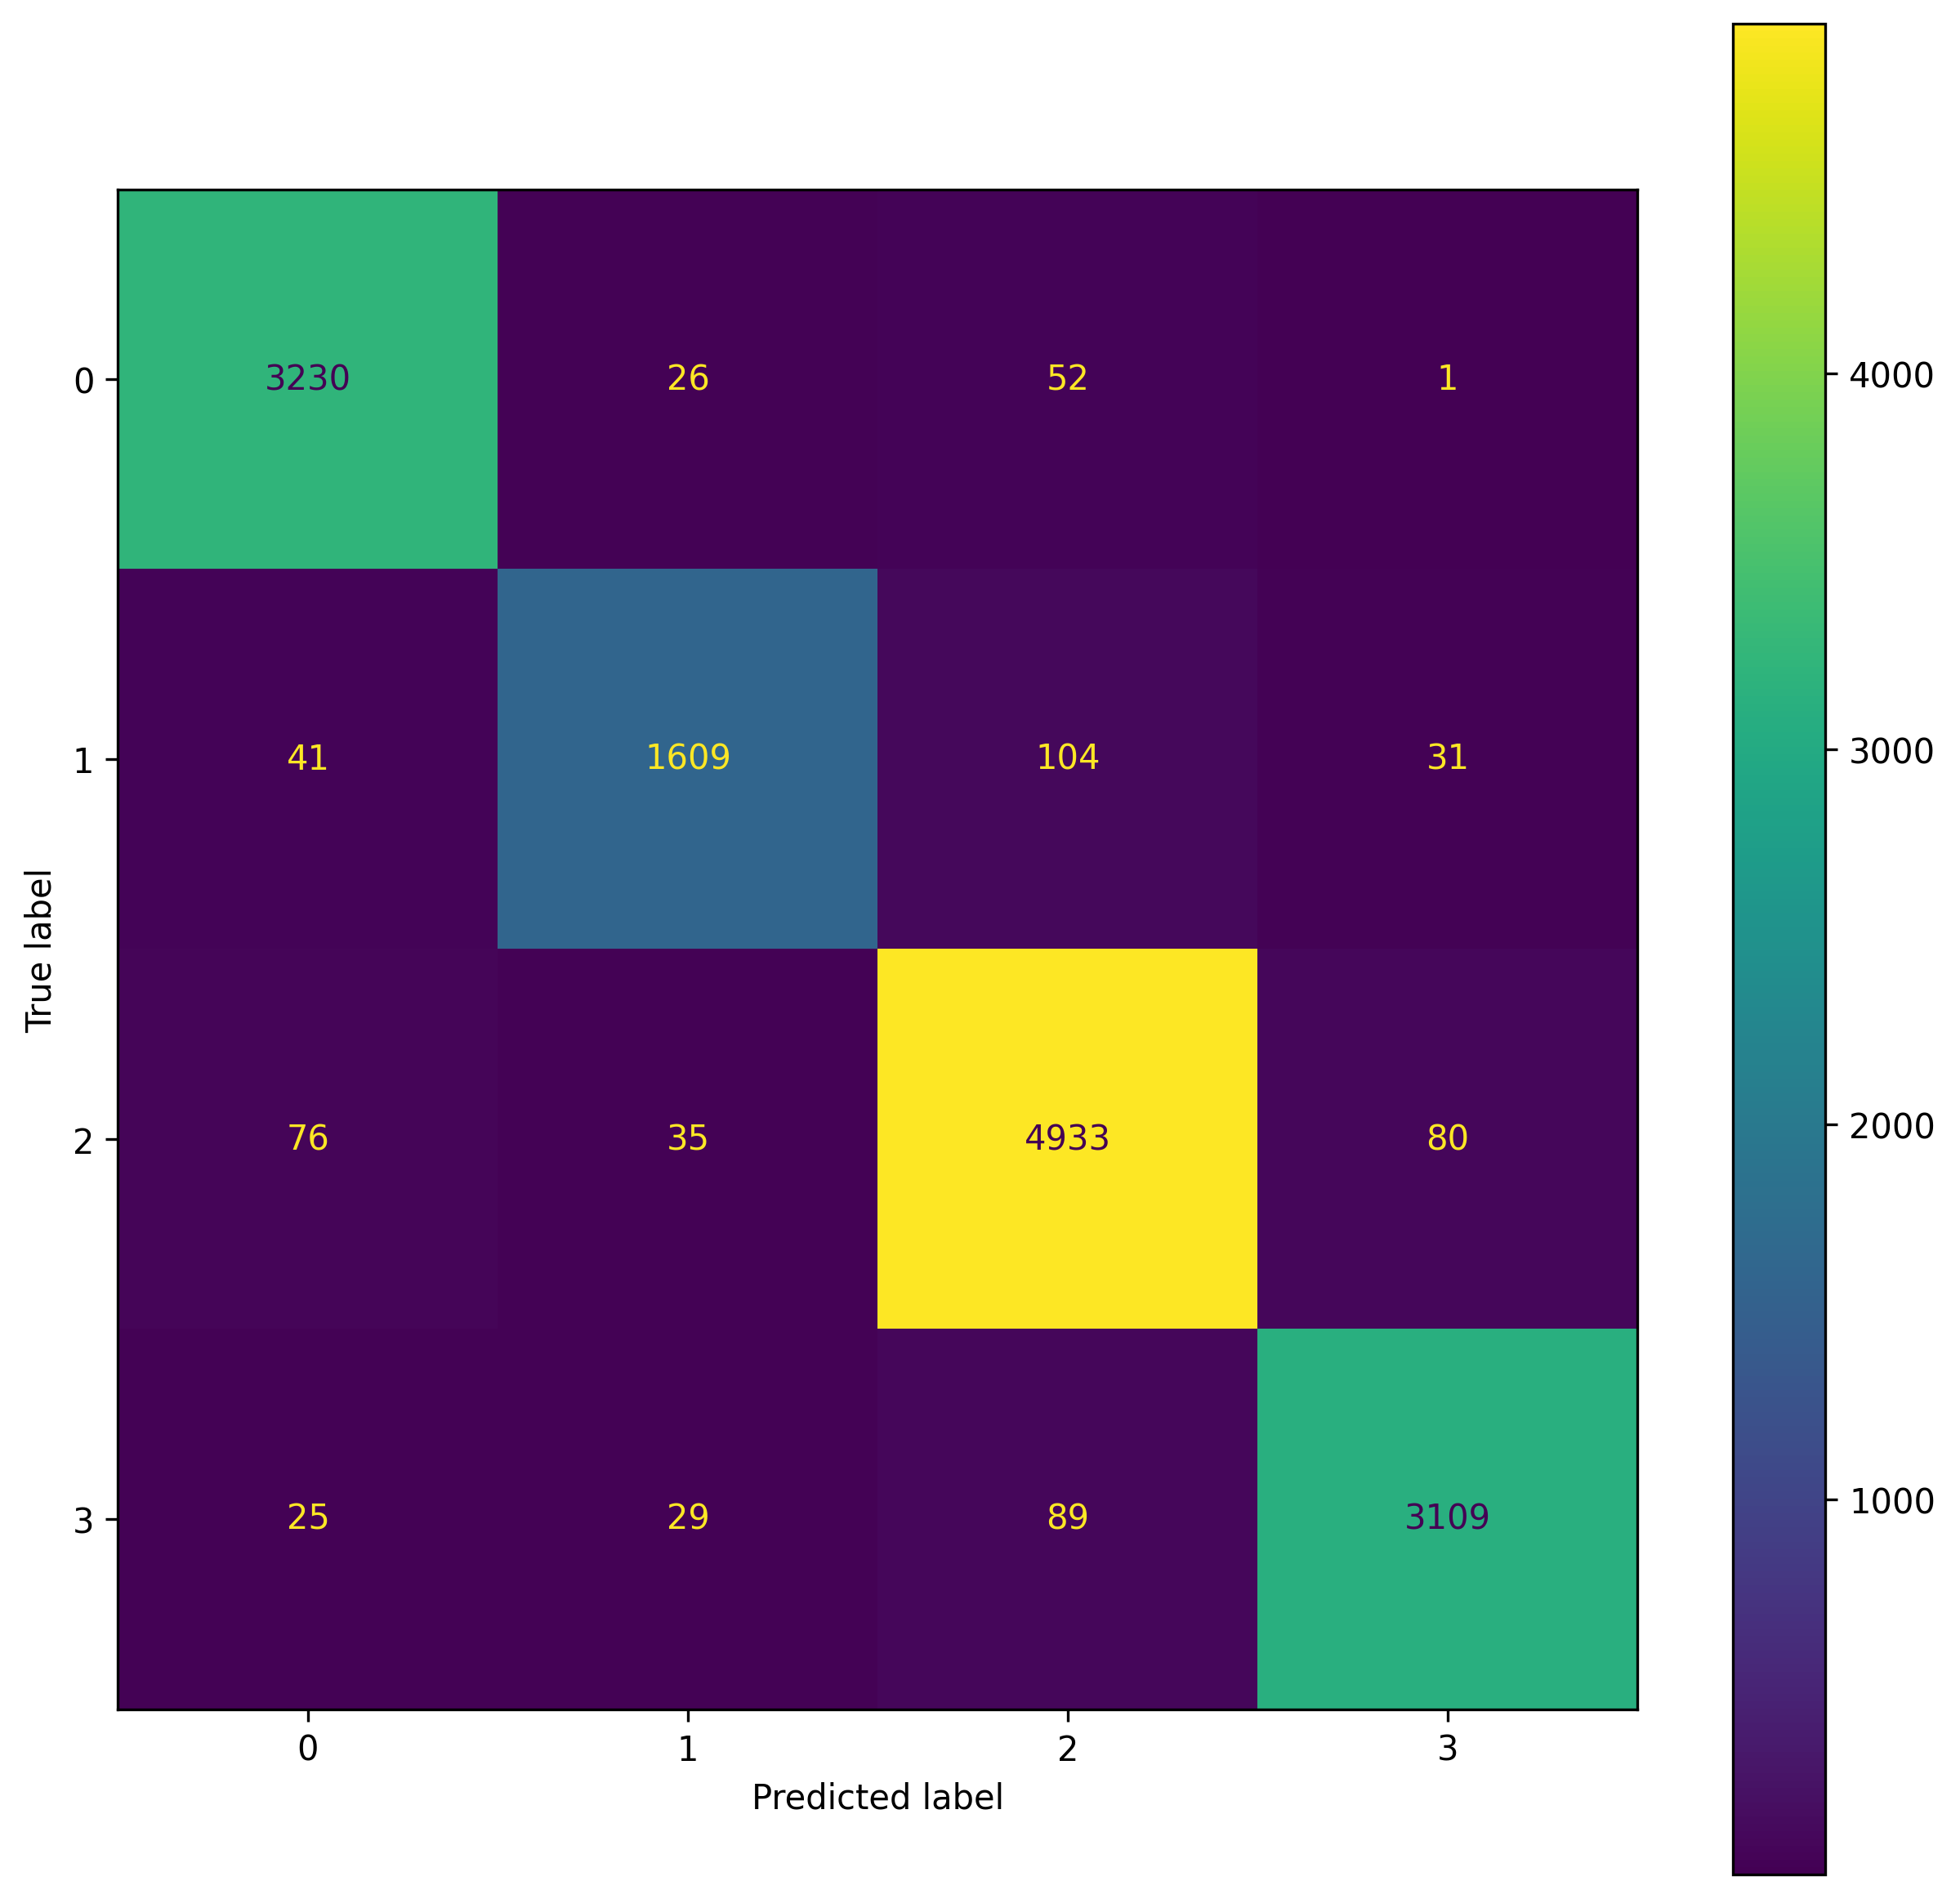 0 3230 26 52 1
1 41 1609 104 31
2 76 35 4933 80
3 25 29 89 3109
0 1 2 3
Predicted label
True label
4000
3000
2000
1000